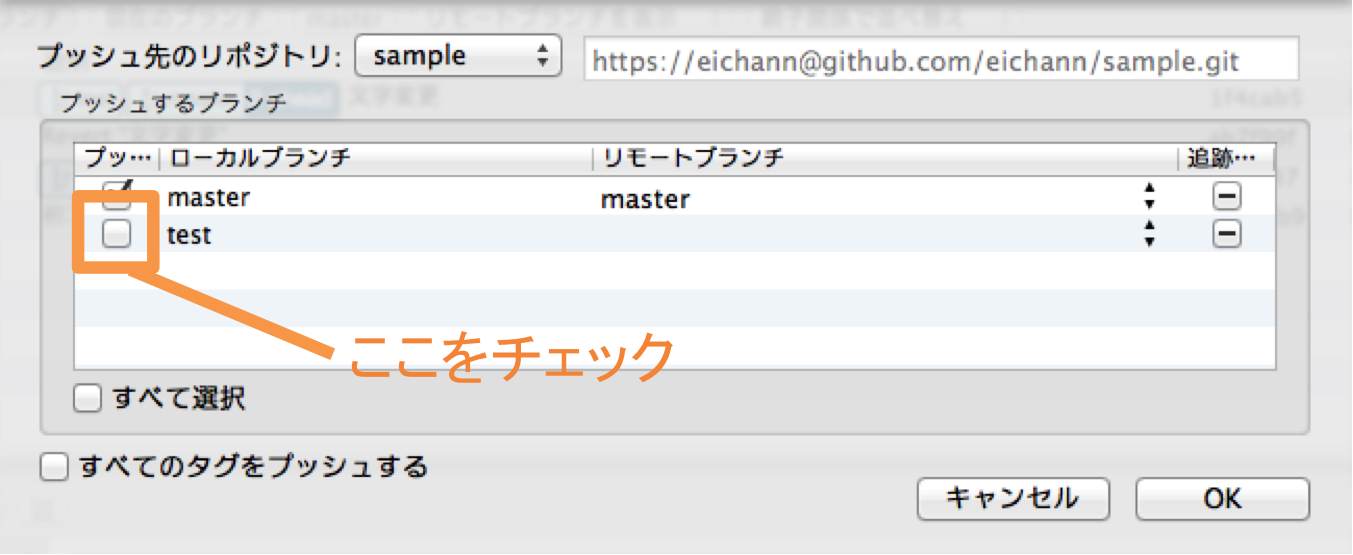 プッシュ先のリポジトリ: sample https://eichann@github.com/eichann/sample.git
プッシュするブランチ
プッ… ローカルブランチ リモートブランチ 追跡…
master master
test
ここをチェック
すべて選択
すべてのタグをプッシュする
キャンセル OK